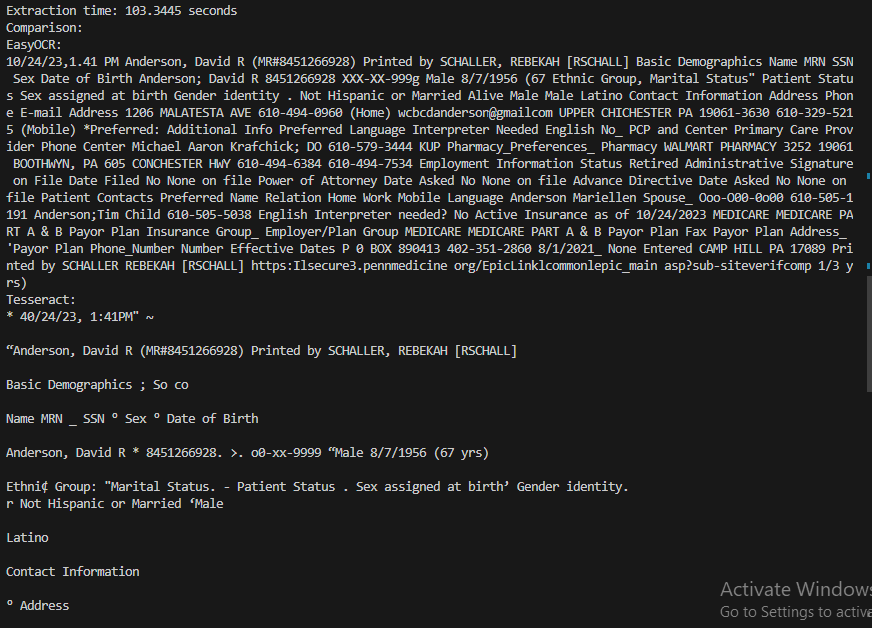 Extraction time: 103.3445 seconds
Comparison:
EasyOCR:
10/24/23,1.41 PM Anderson, David R (MR#8451266928) Printed by SCHALLER, REBEKAH [RSCHALL] Basic Demographics Name MRN SSN
 Sex Date of Birth Anderson; David R 8451266928 XXX-XX-999g Male 8/7/1956 (67 Ethnic Group, Marital Status" Patient Statu
s Sex assigned at birth Gender identity . Not Hispanic or Married Alive Male Male Latino Contact Information Address Phon
e E-mail Address 1206 MALATESTA AVE 610-494-0960 (Home) wcbcdanderson@gmailcom UPPER CHICHESTER PA 19061-3630 610-329-521
5 (Mobile) *Preferred: Additional Info Preferred Language Interpreter Needed English No_ PCP and Center Primary Care Prov
ider Phone Center Michael Aaron Krafchick; DO 610-579-3444 KUP Pharmacy_Preferences_ Pharmacy WALMART PHARMACY 3252 19061
 BOOTHWYN, PA 605 CONCHESTER HWY 610-494-6384 610-494-7534 Employment Information Status Retired Administrative Signature
 on File Date Filed No None on file Power of Attorney Date Asked No None on file Advance Directive Date Asked No None on
file Patient Contacts Preferred Name Relation Home Work Mobile Language Anderson Mariellen Spouse_ Ooo-O00-0o00 610-505-1
191 Anderson;Tim Child 610-505-5038 English Interpreter needed? No Active Insurance as of 10/24/2023 MEDICARE MEDICARE PA
RT A & B Payor Plan Insurance Group_ Employer/Plan Group MEDICARE MEDICARE PART A & B Payor Plan Fax Payor Plan Address_
'Payor Plan Phone_Number Number Effective Dates P 0 BOX 890413 402-351-2860 8/1/2021_ None Entered CAMP HILL PA 17089 Pri
nted by SCHALLER REBEKAH [RSCHALL] https:Ilsecure3.pennmedicine org/EpicLinklcommonlepic_main asp?sub-siteverifcomp 1/3 y
rs)
Tesseract:
* 40/24/23, 1:41PM" ~
“Anderson, David R (MR#8451266928) Printed by SCHALLER, REBEKAH [RSCHALL]
Basic Demographics ; So co
Name MRN _ SSN ° Sex ° Date of Birth
Anderson, David R * 8451266928. >. o0-xx-9999 “Male 8/7/1956 (67 yrs)
Ethni¢ Group: "Marital Status. - Patient Status . Sex assigned at birth’ Gender identity.
r Not Hispanic or Married ‘Male
Latino
Contact Information
° Address
Activate Windows
Go to Settings to activa